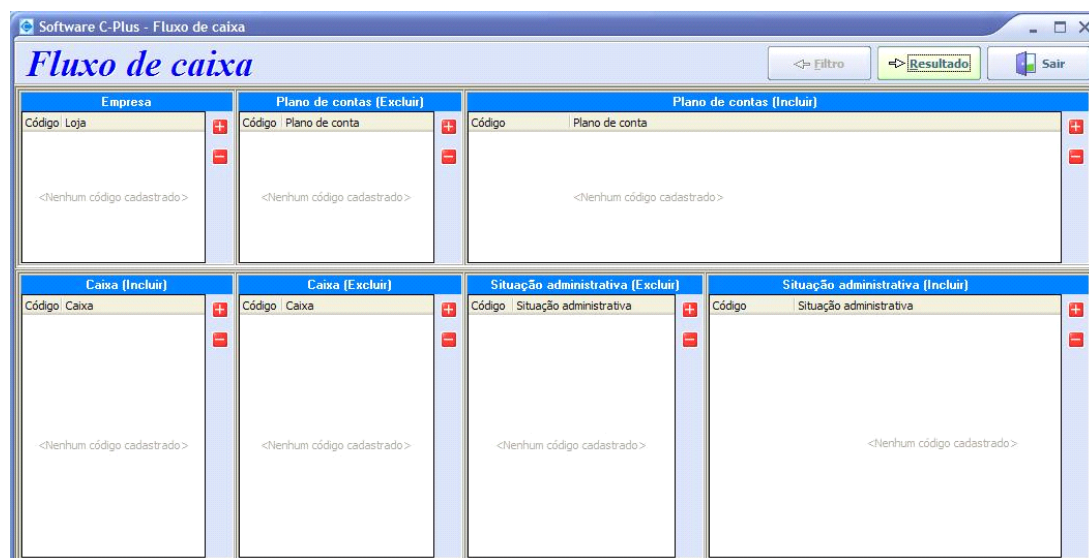 Software C-Plus - Fluxo de caixa
Fluxo de caixa
Filtro
Resultado
Sair
Empresa
Código Loja
<Nenhum código cadastrado>
Plano de contas (Excluir)
Código Plano de conta
<Nenhum código cadastrado>
Plano de contas (Incluir)
Código Plano de conta
<Nenhum código cadastrado>
Caixa (Incluir)
Código Caixa
<Nenhum código cadastrado>
Caixa (Excluir)
Código Caixa
<Nenhum código cadastrado>
Situação administrativa (Excluir)
Código Situação administrativa
<Nenhum código cadastrado>
Situação administrativa (Incluir)
Código Situação administrativa
<Nenhum código cadastrado>